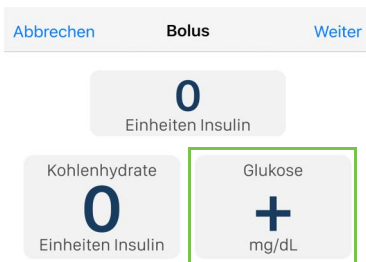 Abbrechen Bolus Weiter
0
Einheiten Insulin
Kohlenhydrate
0
Einheiten Insulin
Glukose
+
mg/dL